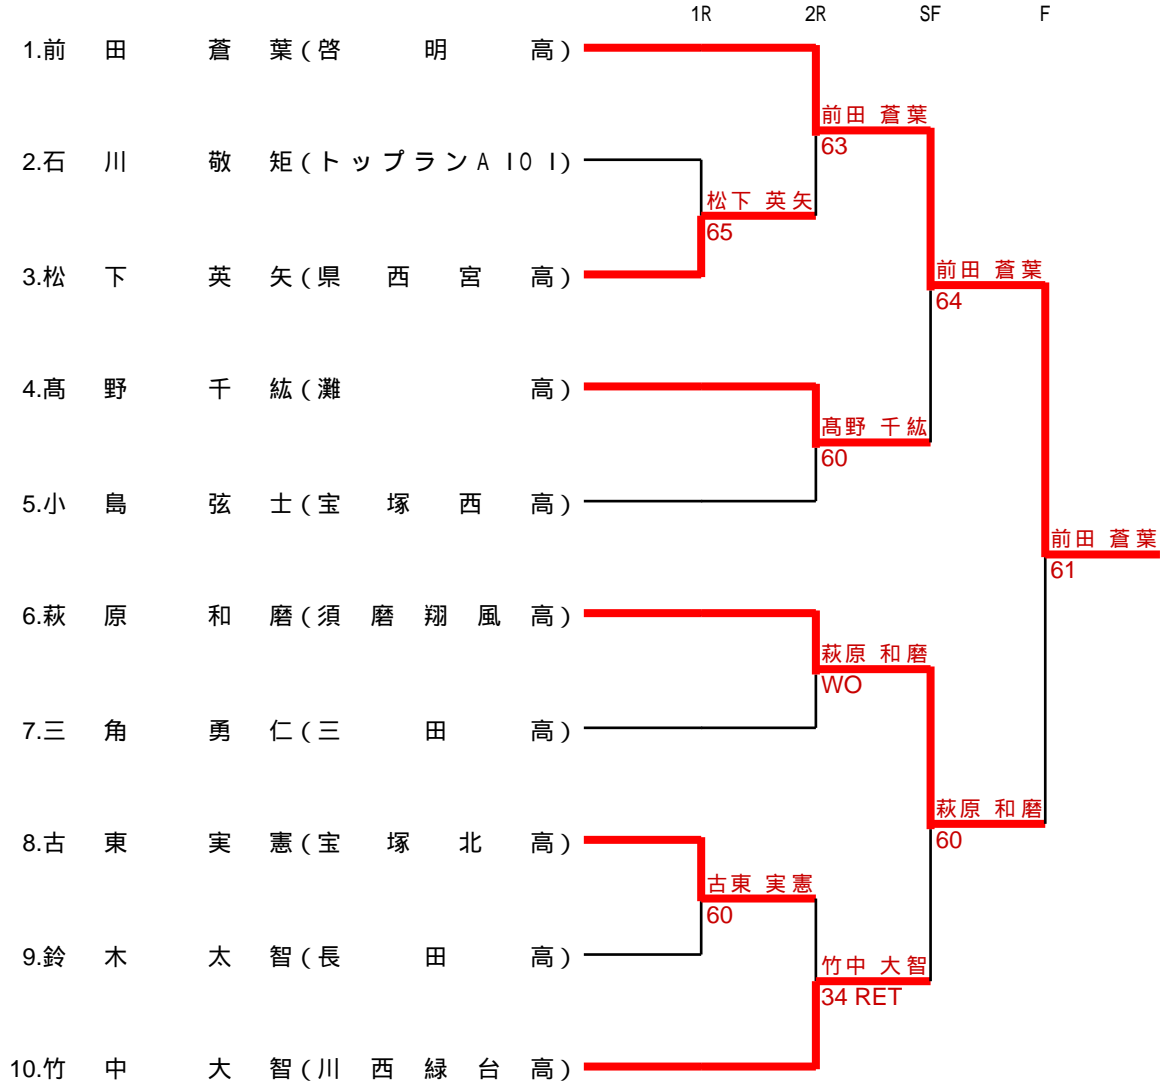 1R 2R SF F
1.前田 蒼葉(啓明高)
前田 蒼葉
63
2.石川 敬矩(トップランA101)
松下 英矢
65
3.松下 英矢(県西宮高)
前田 蒼葉
64
4.髙野 千紘(灘高)
髙野 千紘
60
5.小島 弦士(宝塚西高)
前田 蒼葉
61
6.萩原 和磨(須磨翔風高)
萩原 和磨
WO
7.三角 勇仁(三田高)
萩原 和磨
60
8.古東 実憲(宝塚北高)
古東 実憲
60
9.鈴木 太智(長田高)
竹中 大智
34 RET
10.竹中 大智(川西緑台高)